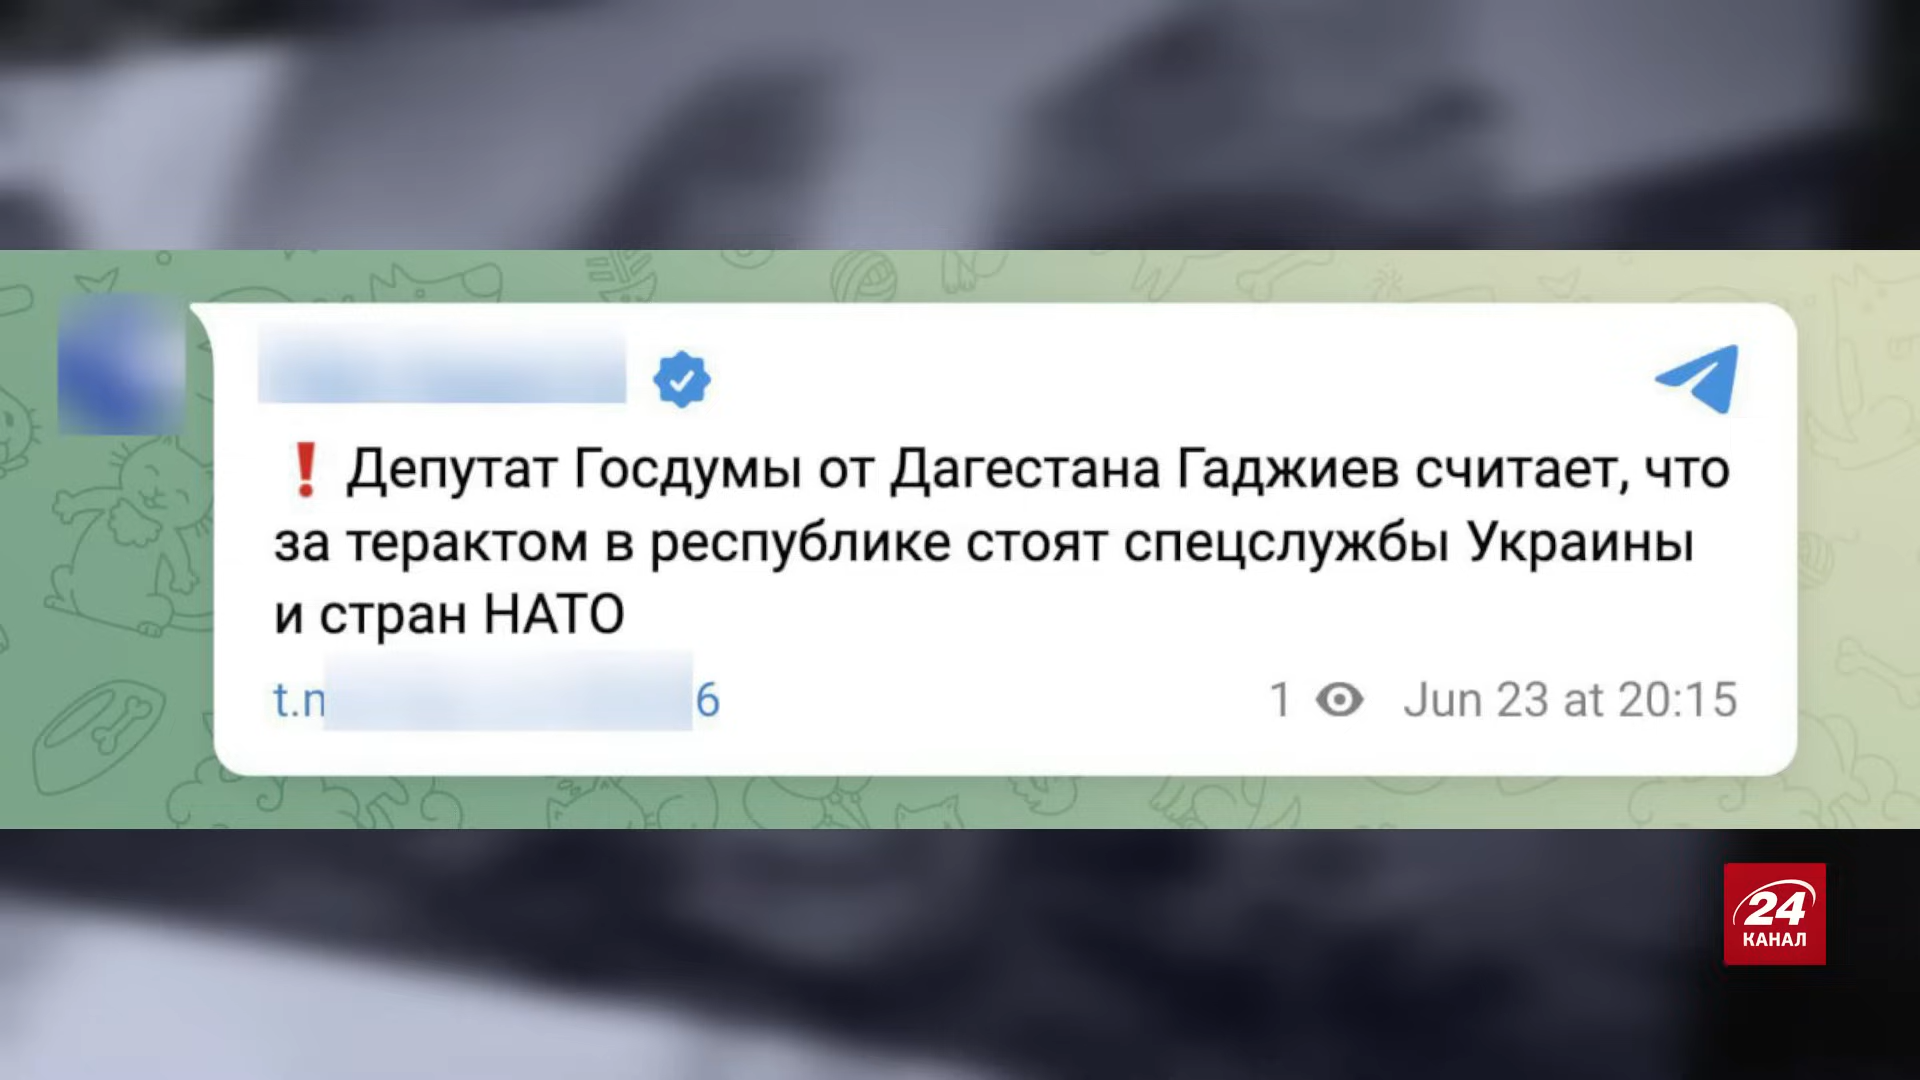 ❗ Депутат Госдумы от Дагестана Гаджиев считает, что
за терактом в республике стоят спецслужбы Украины
и стран НАТО
1 Jun 23 at 20:15
24
КАНАЛ